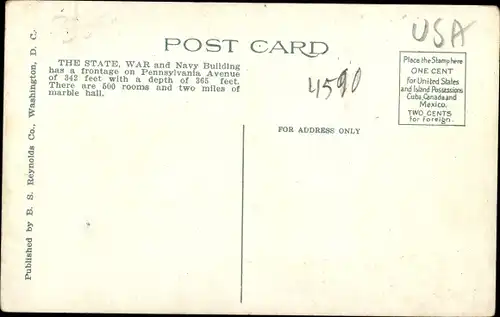 USA
POST CARD
THE STATE, WAR and Navy Building
has a frontage on Pennsylvania Avenue
of 342 feet with a depth of 365 feet.
There are 500 rooms and two miles of
marble hall.
4590
Place the Stamp here
ONE CENT
for United States
and Island Possessions
Cuba, Canada and
Mexico.
TWO CENTS
for Foreign.
FOR ADDRESS ONLY
Published by B. S. Reynolds Co., Washington, D. C.